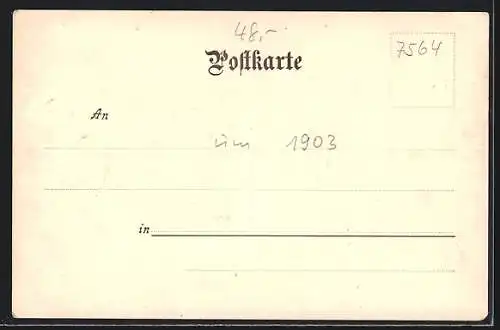 48,-
Postkarte
7564
An
um 1903
in